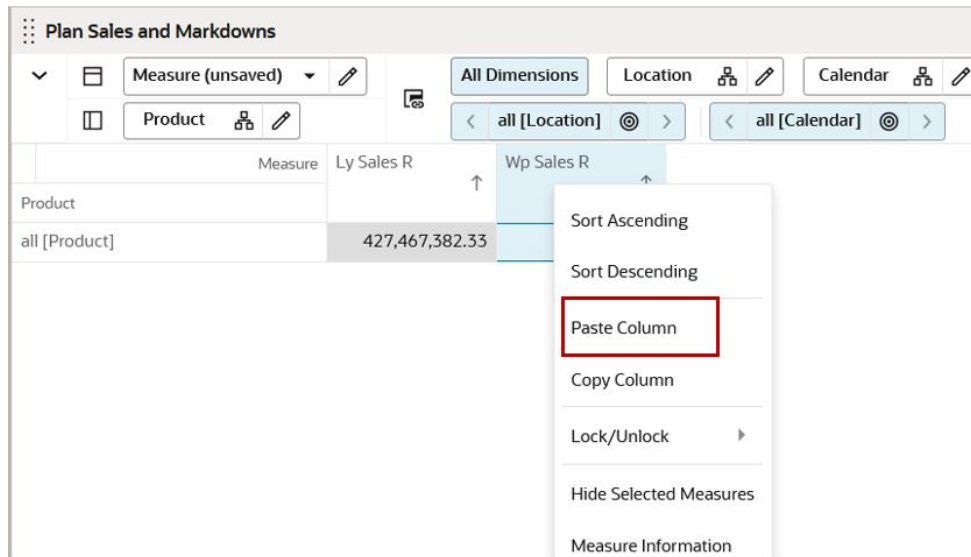 Plan Sales and Markdowns
Measure (unsaved) All Dimensions Location Calendar
Product all [Location] all [Calendar]
Measure Ly Sales R Wp Sales R
Product
all [Product] 427,467,382.33
Sort Ascending
Sort Descending
Paste Column
Copy Column
Lock/Unlock
Hide Selected Measures
Measure Information